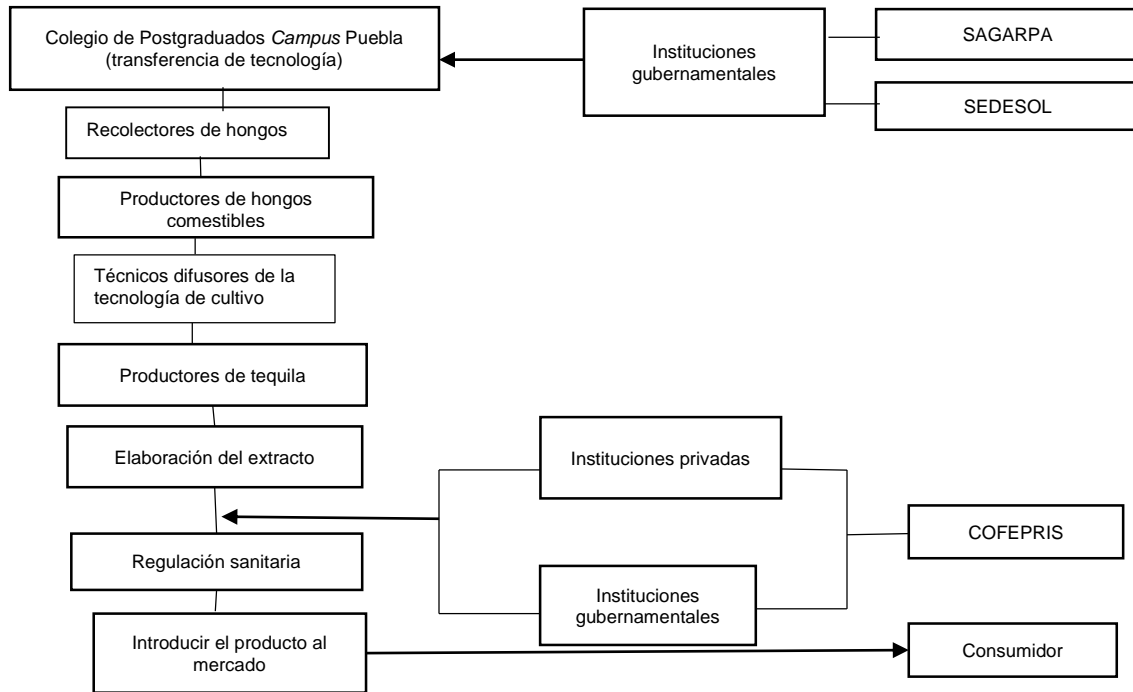 Colegio de Postgraduados Campus Puebla
(transferencia de tecnología)
Instituciones
gubernamentales
SAGARPA
SEDESOL
Recolectores de hongos
Productores de hongos
comestibles
Técnicos difusores de la
tecnología de cultivo
Productores de tequila
Elaboración del extracto
Instituciones privadas
COFEPRIS
Regulación sanitaria
Instituciones
gubernamentales
Introducir el producto al
mercado
Consumidor